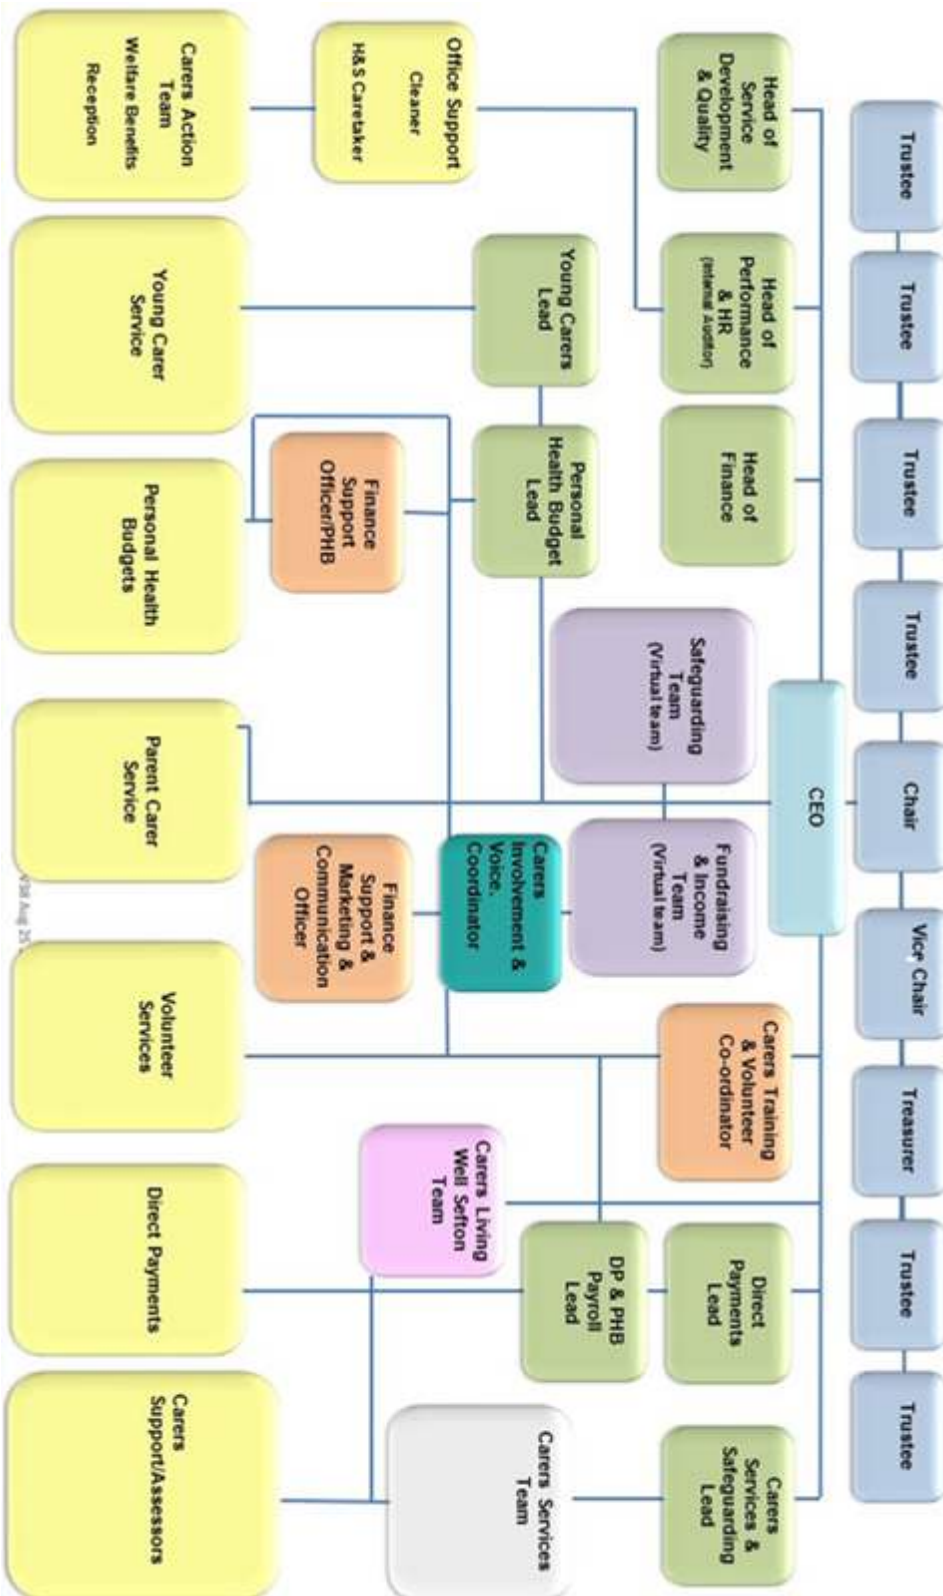 Trustee
Trustee
Trustee
Trustee
Chair
Vice Chair
Treasurer
Trustee
Trustee
CEO
Head of
Service
Development
& Quality
Head of
Performance
& HR
(Internal Auditor)
Head of
Finance
Safeguarding
Team
(Virtual team)
Fundraising
& Income
Team
(Virtual team)
Carers Training
& Volunteer
Co-ordinator
Direct
Payments
Lead
Carers
Services &
Safeguarding
Lead
Young Carers
Lead
Personal
Health Budget
Lead
Carers
Involvement &
Voice.
Coordinator
DP & PHB
Payroll
Lead
Carers Services
Team
Office Support
Cleaner
H&S Caretaker
Finance
Support
Officer/PHB
Finance
Support &
Marketing &
Communication
Officer
Carers Living
Well Sefton
Team
Carers Action
Team
Welfare Benefits
Reception
Young Carer
Service
Personal Health
Budgets
Parent Carer
Service
Volunteer
Services
Direct Payments
Carers
Support/Assessors
Aug 25